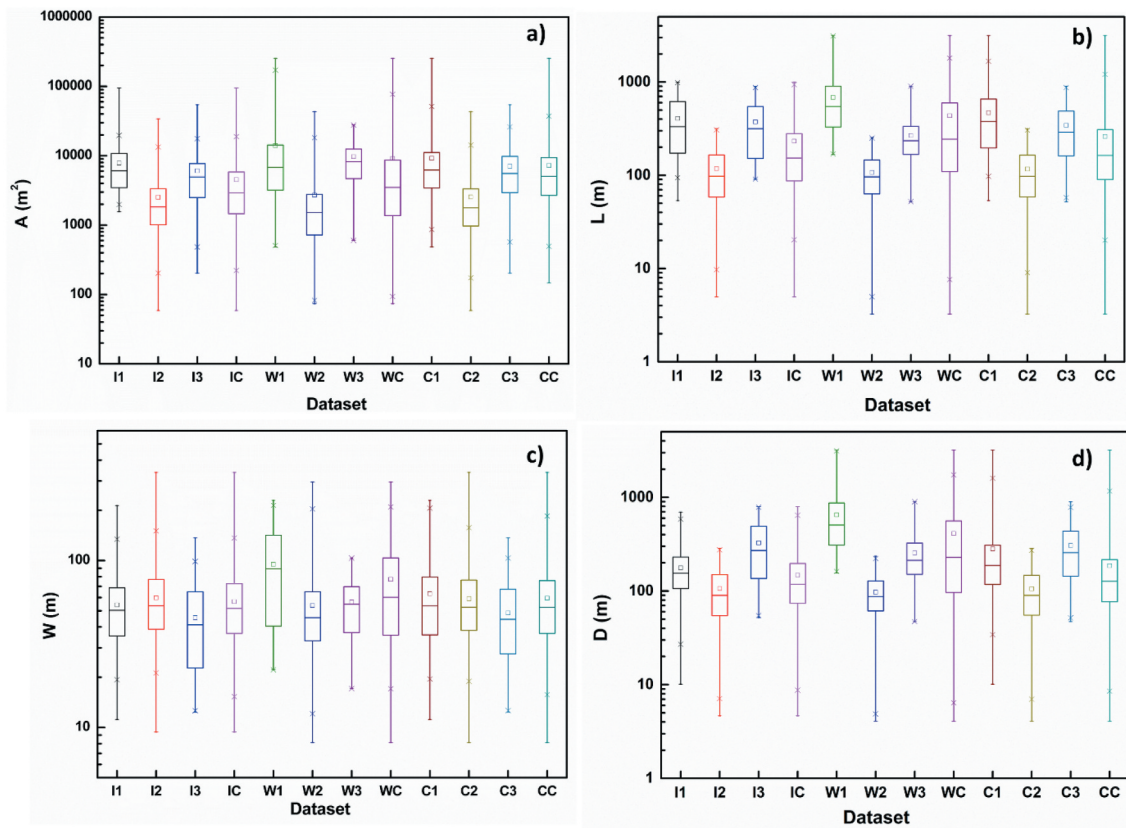 a)
1000000
100000
10000
1000
100
10
A (m²)
I1 I2 I3 IC W1 W2 W3 WC C1 C2 C3 CC
Dataset
b)
1000
100
10
1
L (m)
I1 I2 I3 IC W1 W2 W3 WC C1 C2 C3 CC
Dataset
c)
100
10
W (m)
I1 I2 I3 IC W1 W2 W3 WC C1 C2 C3 CC
Dataset
d)
1000
100
10
1
D (m)
I1 I2 I3 IC W1 W2 W3 WC C1 C2 C3 CC
Dataset